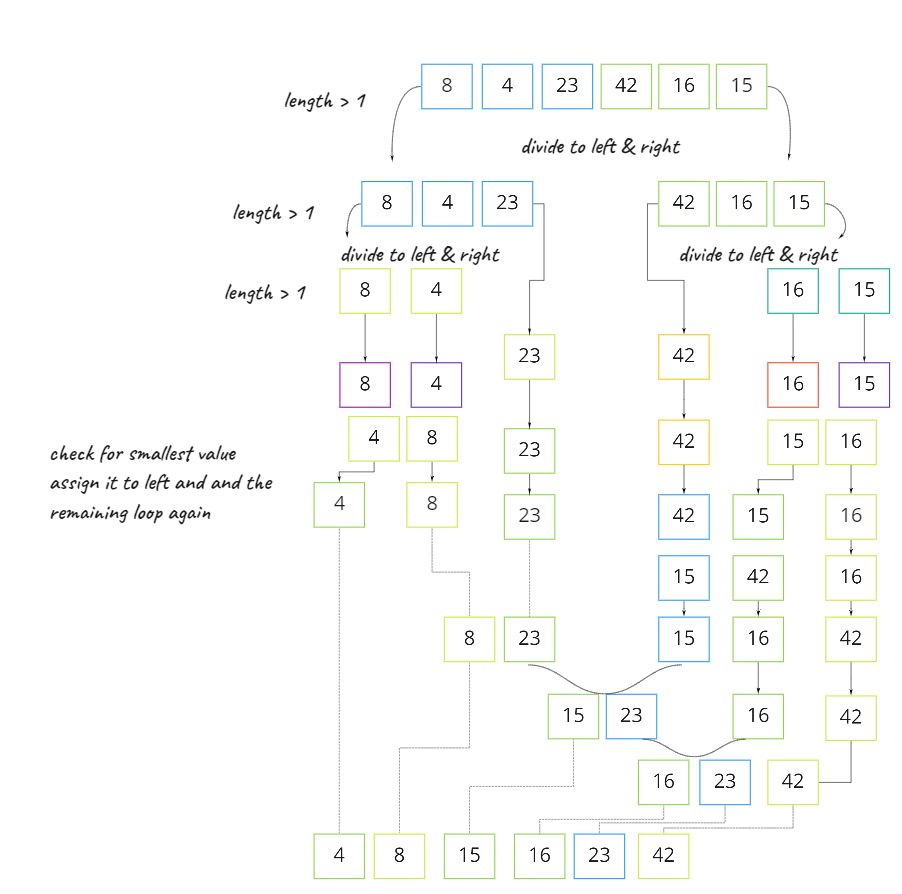 8 4 23 42 16 15
length > 1
divide to left & right
8 4 23 42 16 15
length > 1
divide to left & right divide to left & right
length > 1 8 4 16 15
23 42
8 4 16 15
4 8 23 42 15 16
check for smallest value
assign it to left and and the
remaining loop again
4 8 23 42 15 16
15 42 16
8 23 15 16 42
15 23 16 42
16 23 42
4 8 15 16 23 42